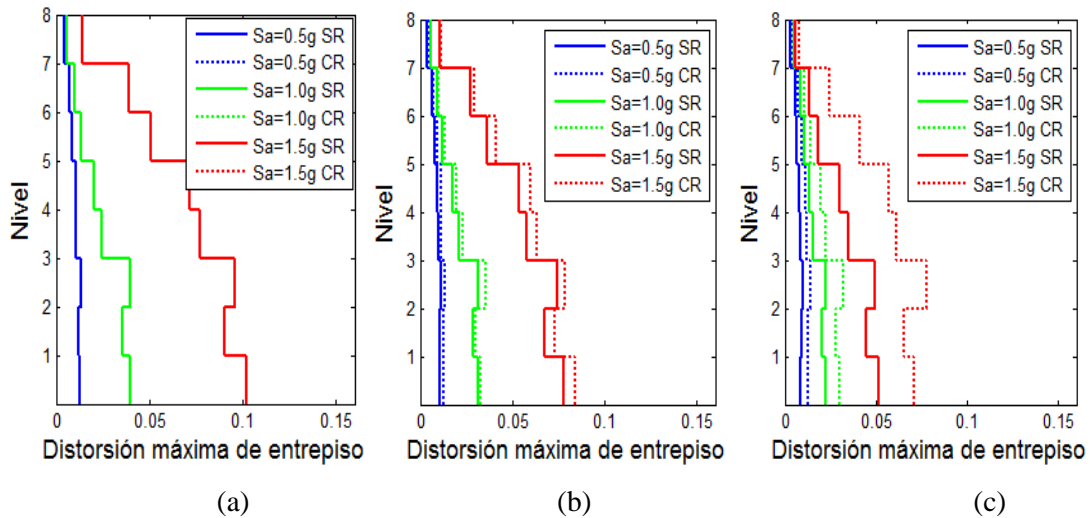 8
7
6
5
4
3
2
1
Nivel
0
0.05
0.1
0.15
Distorsión máxima de entrepiso
Sa=0.5g SR
Sa=0.5g CR
Sa=1.0g SR
Sa=1.0g CR
Sa=1.5g SR
Sa=1.5g CR
(a)
8
7
6
5
4
3
2
1
Nivel
0
0.05
0.1
0.15
Distorsión máxima de entrepiso
Sa=0.5g SR
Sa=0.5g CR
Sa=1.0g SR
Sa=1.0g CR
Sa=1.5g SR
Sa=1.5g CR
(b)
8
7
6
5
4
3
2
1
Nivel
0
0.05
0.1
0.15
Distorsión máxima de entrepiso
Sa=0.5g SR
Sa=0.5g CR
Sa=1.0g SR
Sa=1.0g CR
Sa=1.5g SR
Sa=1.5g CR
(c)